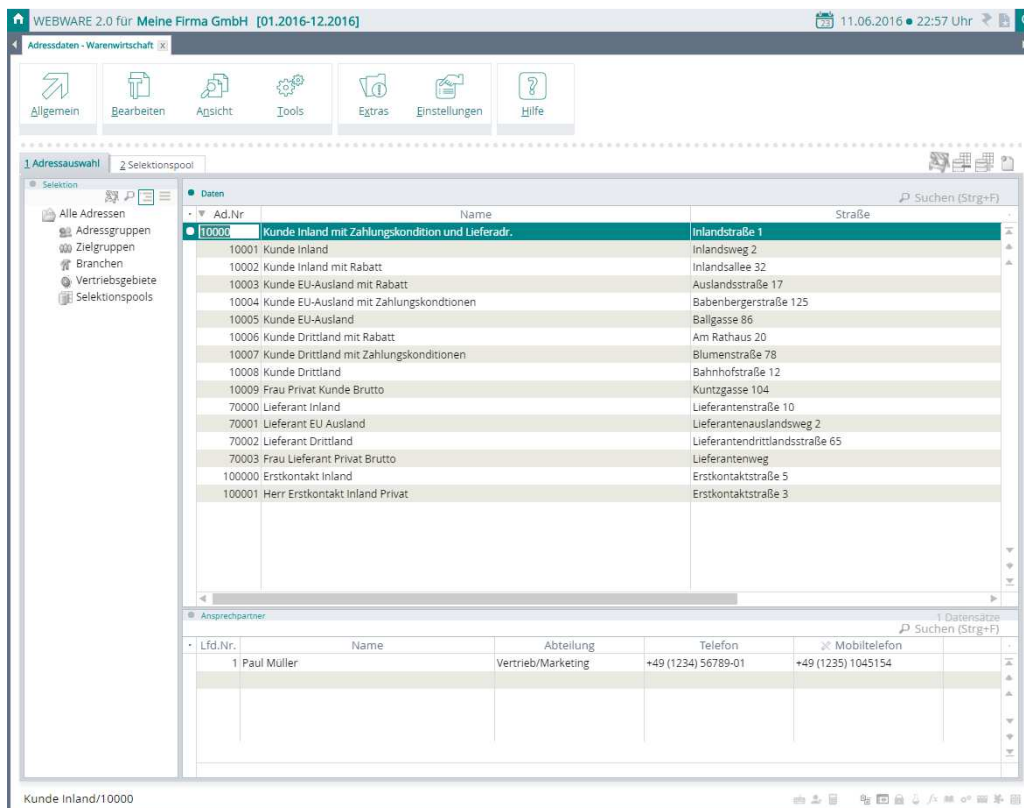 WEBWARE 2.0 für Meine Firma GmbH [01.2016-12.2016] 23 11.06.2016 ● 22:57 Uhr
Adressdaten - Warenwirtschaft x
Allgemein Bearbeiten Ansicht Tools Extras Einstellungen Hilfe
1 Adressauswahl 2 Selektionspool
Selektion
Alle Adressen
Adressgruppen
Zielgruppen
Branchen
Vertriebsgebiete
Selektionspools
Daten
Suchen (Strg+F)
Ad.Nr Name Straße
10000 Kunde Inland mit Zahlungskondition und Lieferadr. Inlandstraße 1
10001 Kunde Inland Inlandsweg 2
10002 Kunde Inland mit Rabatt Inlandsallee 32
10003 Kunde EU-Ausland mit Rabatt Auslandsstraße 17
10004 Kunde EU-Ausland mit Zahlungskondtionen Babenbergerstraße 125
10005 Kunde EU-Ausland Ballgasse 86
10006 Kunde Drittland mit Rabatt Am Rathaus 20
10007 Kunde Drittland mit Zahlungskonditionen Blumenstraße 78
10008 Kunde Drittland Bahnhofstraße 12
10009 Frau Privat Kunde Brutto Kuntzgasse 104
70000 Lieferant Inland Lieferantenstraße 10
70001 Lieferant EU Ausland Lieferantenauslandsweg 2
70002 Lieferant Drittland Lieferantendrittlandsstraße 65
70003 Frau Lieferant Privat Brutto Lieferantenweg
100000 Erstkontakt Inland Erstkontaktstraße 5
100001 Herr Erstkontakt Inland Privat Erstkontaktstraße 3
Ansprechpartner 1 Datensätze
Suchen (Strg+F)
Lfd.Nr. Name Abteilung Telefon Mobiltelefon
1 Paul Müller Vertrieb/Marketing +49 (1234) 56789-01 +49 (1235) 1045154
Kunde Inland/10000